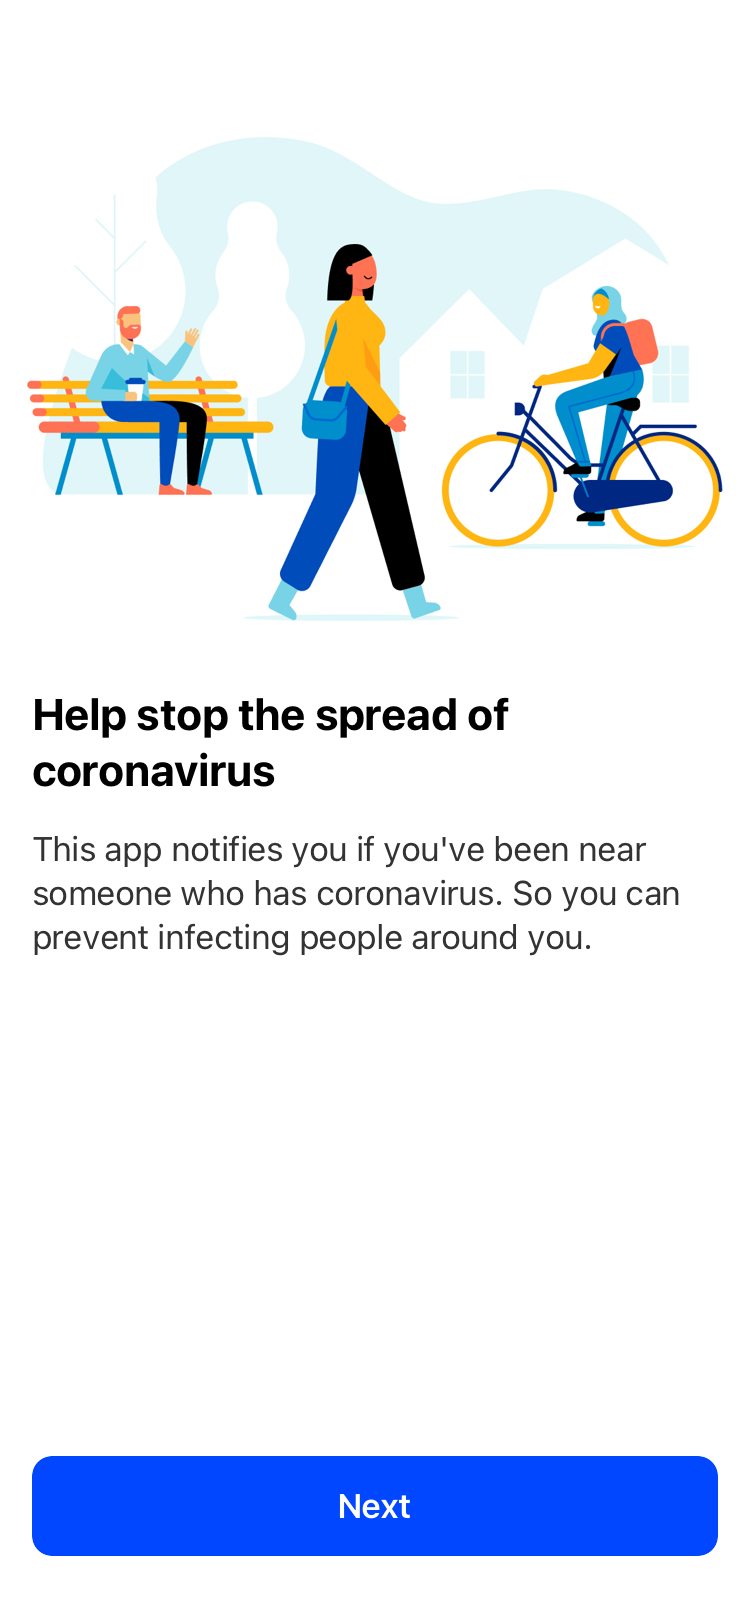 Help stop the spread of
coronavirus
This app notifies you if you've been near
someone who has coronavirus. So you can
prevent infecting people around you.
Next